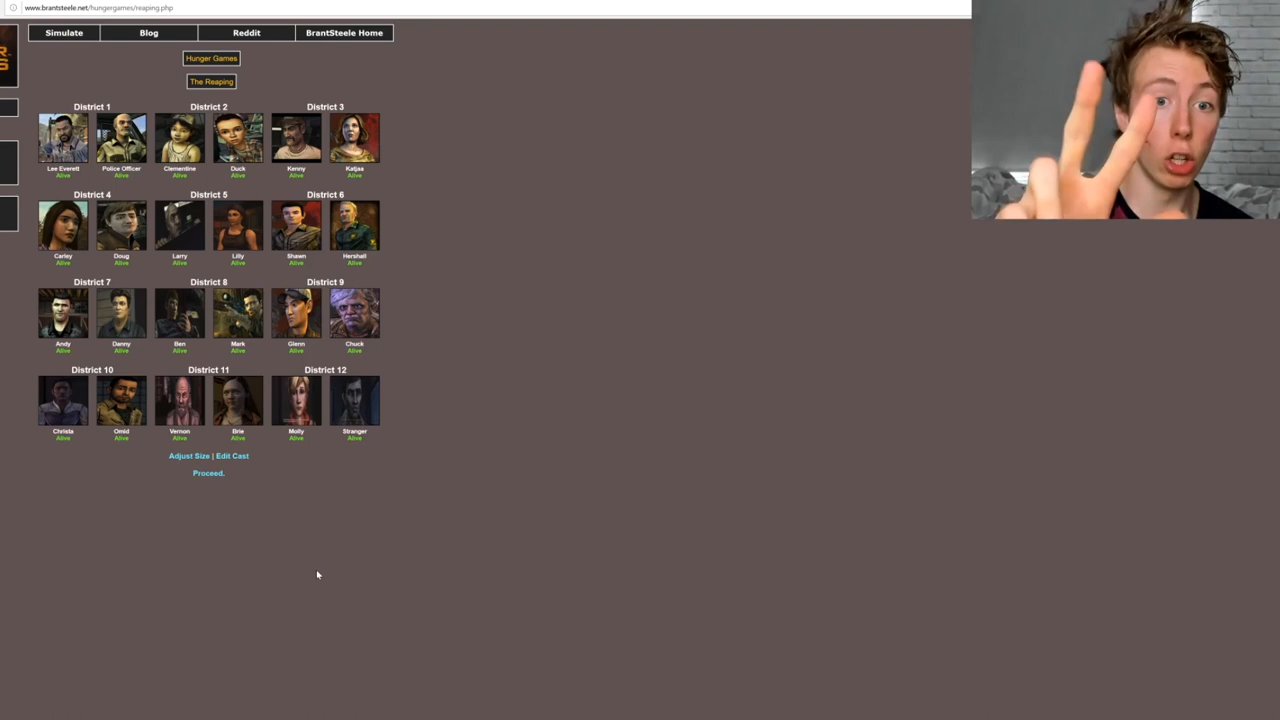 www.brantsteele.net/hungergames/reaping.php
Simulate Blog Reddit BrantSteele Home
Hunger Games
The Reaping
District 1 District 2 District 3
Lee Everett Police Officer Clementine Duck Kenny Katjaa
Alive Alive Alive Alive Alive Alive
District 4 District 5 District 6
Carley Doug Larry Lilly Shawn Hershall
Alive Alive Alive Alive Alive Alive
District 7 District 8 District 9
Andy Danny Ben Mark Glenn Chuck
Alive Alive Alive Alive Alive Alive
District 10 District 11 District 12
Christa Omid Vernon Brie Molly Stranger
Alive Alive Alive Alive Alive Alive
Adjust Size | Edit Cast
Proceed.